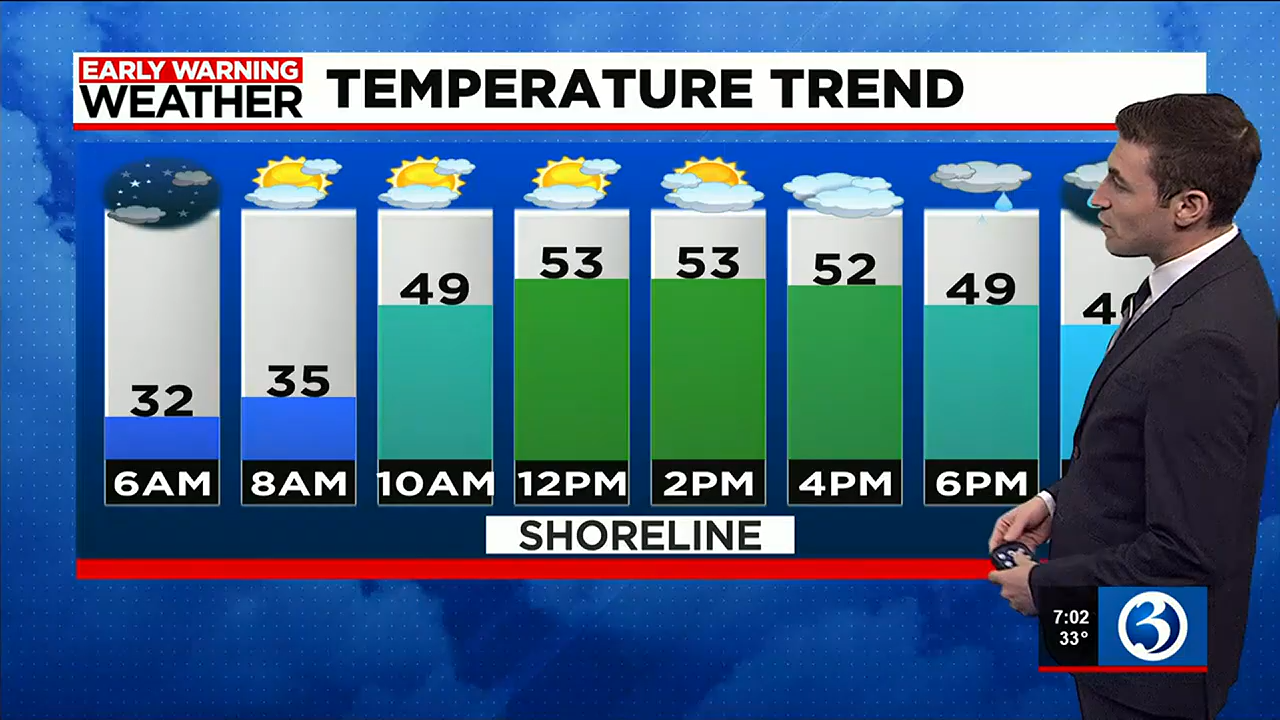 EARLY WARNING
WEATHER
TEMPERATURE TREND
32 35 49 53 53 52 49
6AM 8AM 10AM 12PM 2PM 4PM 6PM
SHORELINE
7:02
33°
3